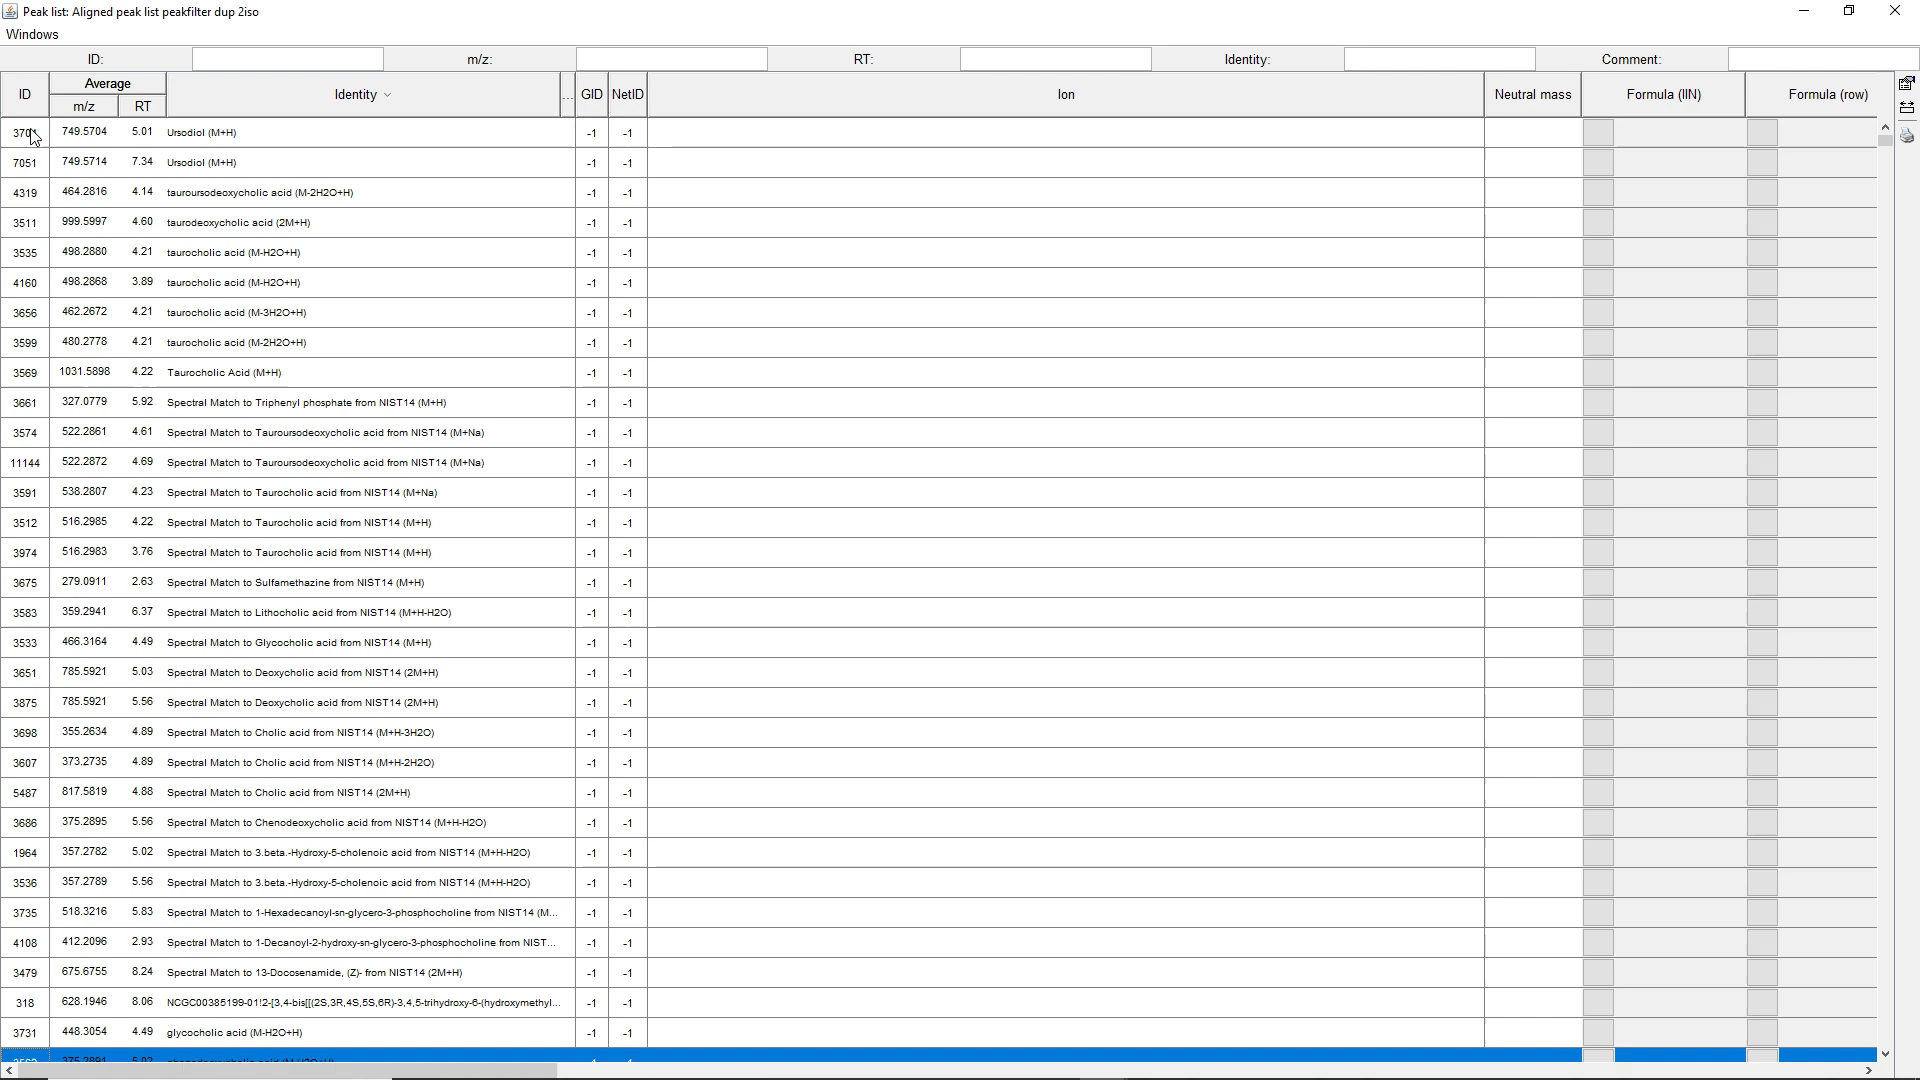 Peak list: Aligned peak list peakfilter dup 2iso
Windows
ID: m/z: RT: Identity: Comment:
ID Average m/z RT Identity ... GID NetID Ion Neutral mass Formula (IIN) Formula (row)
749.5704 5.01 Ursodiol (M+H) -1 -1
7051 749.5714 7.34 Ursodiol (M+H) -1 -1
4319 464.2816 4.14 tauroursodeoxycholic acid (M-2H2O+H) -1 -1
3511 999.5997 4.60 taurodeoxycholic acid (2M+H) -1 -1
3535 498.2880 4.21 taurocholic acid (M-H2O+H) -1 -1
4160 498.2868 3.89 taurocholic acid (M-H2O+H) -1 -1
3656 462.2672 4.21 taurocholic acid (M-3H2O+H) -1 -1
3599 480.2778 4.21 taurocholic acid (M-2H2O+H) -1 -1
3569 1031.5898 4.22 Taurocholic Acid (M+H) -1 -1
3661 327.0779 5.92 Spectral Match to Triphenyl phosphate from NIST14 (M+H) -1 -1
3574 522.2861 4.61 Spectral Match to Tauroursodeoxycholic acid from NIST14 (M+Na) -1 -1
11144 522.2872 4.69 Spectral Match to Tauroursodeoxycholic acid from NIST14 (M+Na) -1 -1
3591 538.2807 4.23 Spectral Match to Taurocholic acid from NIST14 (M+Na) -1 -1
3512 516.2985 4.22 Spectral Match to Taurocholic acid from NIST14 (M+H) -1 -1
3974 516.2983 3.76 Spectral Match to Taurocholic acid from NIST14 (M+H) -1 -1
3675 279.0911 2.63 Spectral Match to Sulfamethazine from NIST14 (M+H) -1 -1
3583 359.2941 6.37 Spectral Match to Lithocholic acid from NIST14 (M+H-H2O) -1 -1
3533 466.3164 4.49 Spectral Match to Glycocholic acid from NIST14 (M+H) -1 -1
3651 785.5921 5.03 Spectral Match to Deoxycholic acid from NIST14 (2M+H) -1 -1
3875 785.5921 5.56 Spectral Match to Deoxycholic acid from NIST14 (2M+H) -1 -1
3698 355.2634 4.89 Spectral Match to Cholic acid from NIST14 (M+H-3H2O) -1 -1
3607 373.2735 4.89 Spectral Match to Cholic acid from NIST14 (M+H-2H2O) -1 -1
5487 817.5819 4.88 Spectral Match to Cholic acid from NIST14 (2M+H) -1 -1
3686 375.2895 5.56 Spectral Match to Chenodeoxycholic acid from NIST14 (M+H-H2O) -1 -1
1964 357.2782 5.02 Spectral Match to 3.beta.-Hydroxy-5-cholenoic acid from NIST14 (M+H-H2O) -1 -1
3536 357.2789 5.56 Spectral Match to 3.beta.-Hydroxy-5-cholenoic acid from NIST14 (M+H-H2O) -1 -1
3735 518.3216 5.83 Spectral Match to 1-Hexadecanoyl-sn-glycero-3-phosphocholine from NIST14 (M... -1 -1
4108 412.2096 2.93 Spectral Match to 1-Decanoyl-2-hydroxy-sn-glycero-3-phosphocholine from NIST... -1 -1
3479 675.6755 8.24 Spectral Match to 13-Docosenamide, (Z)- from NIST14 (2M+H) -1 -1
318 628.1946 8.06 NCGC00385199-01!2-[3,4-bis[[(2S,3R,4S,5S,6R)-3,4,5-trihydroxy-6-(hydroxymethyl... -1 -1
3731 448.3054 4.49 glycocholic acid (M-H2O+H) -1 -1